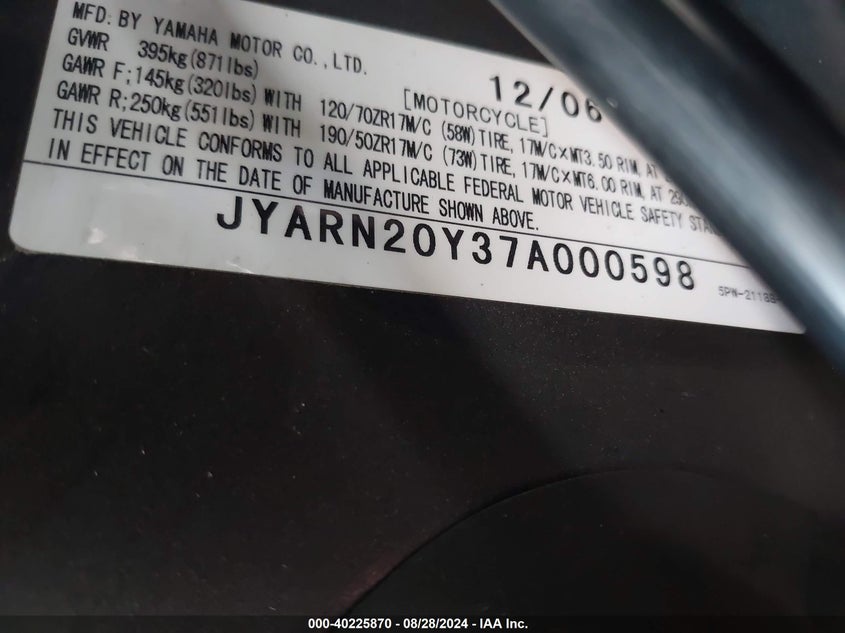 MFD. BY YAMAHA MOTOR CO.,LTD. 12/06
GVWR 395kg(871lbs) [MOTORCYCLE]
GAWR F;145kg(320lbs) WITH 120/70ZR17M/C (58W) TIRE, 17M/C×MT3.50 RIM, AT
GAWR R;250kg(551lbs) WITH 190/50ZR17M/C (73W) TIRE, 17M/C×MT6.00 RIM, AT
THIS VEHICLE CONFORMS TO ALL APPLICABLE FEDERAL MOTOR VEHICLE SAFETY
IN EFFECT ON THE DATE OF MANUFACTURE SHOWN ABOVE.
JYARN20Y37A000598
000-40225870 - 08/28/2024 - IAA Inc.